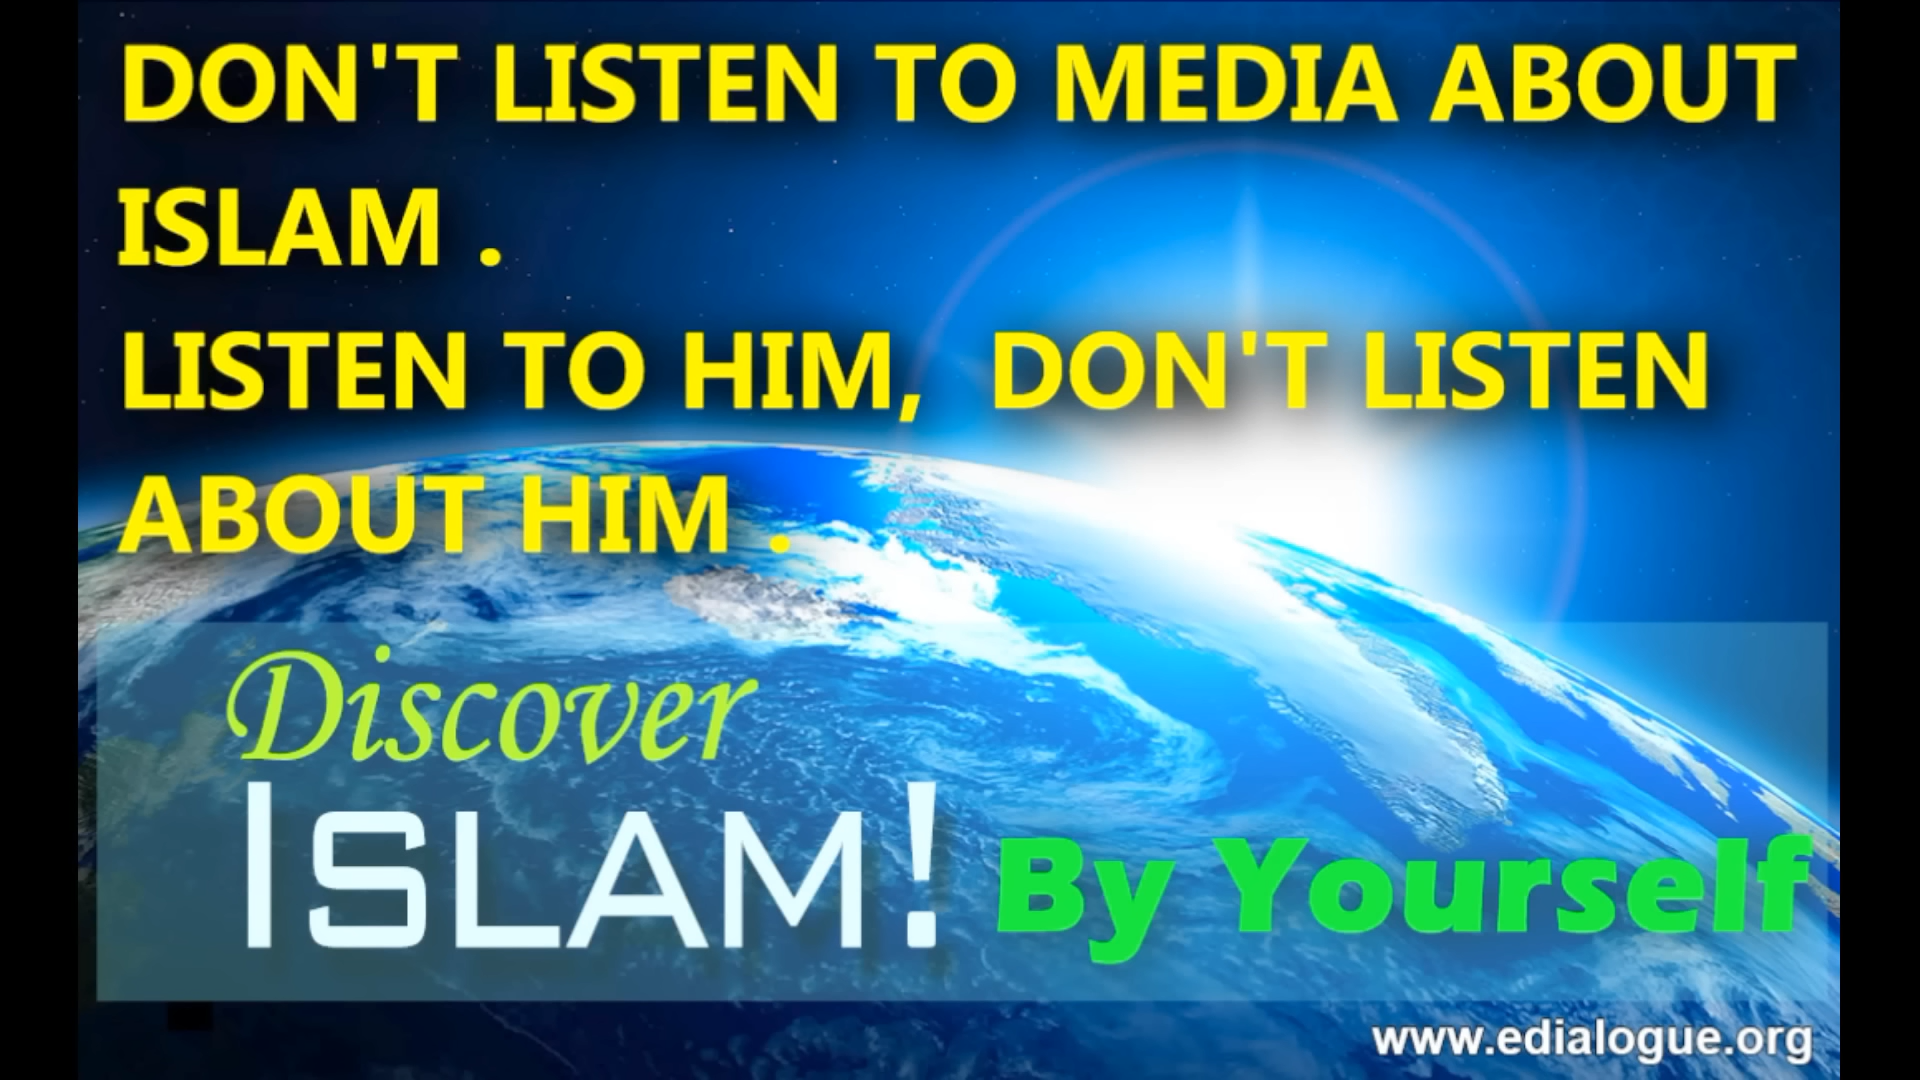 DON'T LISTEN TO MEDIA ABOUT
ISLAM .
LISTEN TO HIM, DON'T LISTEN
ABOUT HIM .
Discover
ISLAM! By Yourself
www.edialogue.org